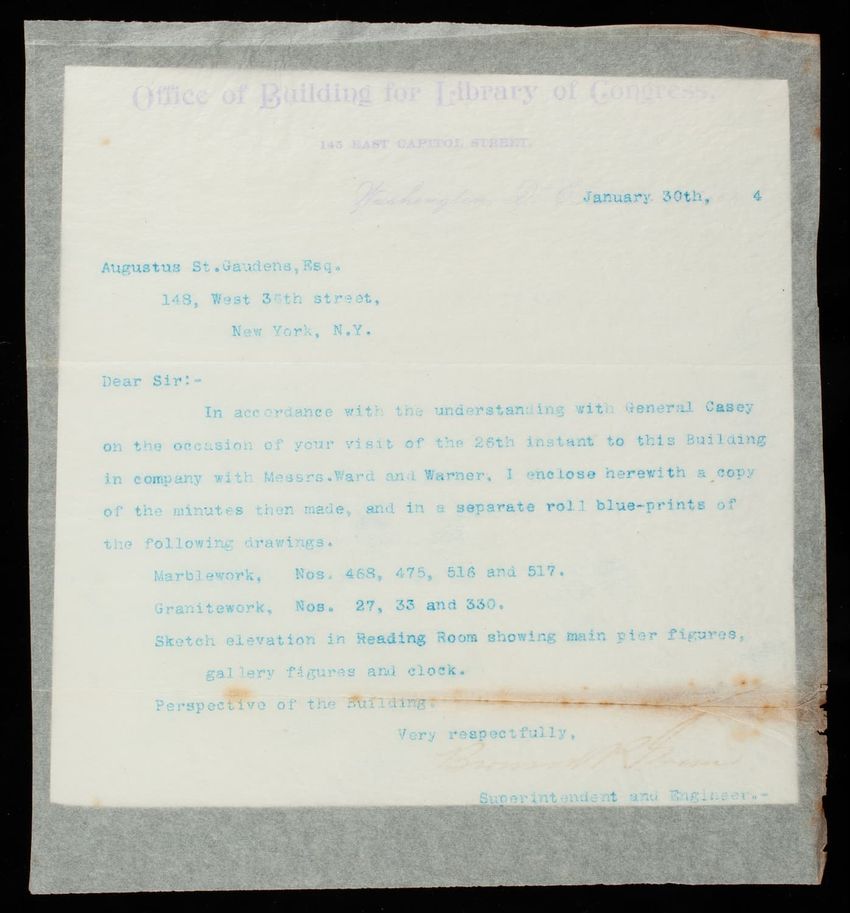 Office of Building for Library of Congress,
145 EAST CAPITOL STREET.
Washington, D. C. January 30th, 4
Augustus St.Gaudens,Esq.
148, West 36th street,
New York, N.Y.
Dear Sir:-
In accordance with the understanding with General Casey
on the occasion of your visit of the 26th instant to this Building
in company with Messrs.Ward and Warner, I enclose herewith a copy
of the minutes then made, and in a separate roll blue-prints of
the following drawings.
Marblework, Nos. 468, 475, 516 and 517.
Granitework, Nos. 27, 33 and 330.
Sketch elevation in Reading Room showing main pier figures,
gallery figures and clock.
Perspective of the Building.
Very respectfully,
Bernard R. Green
Superintendent and Engineer.-